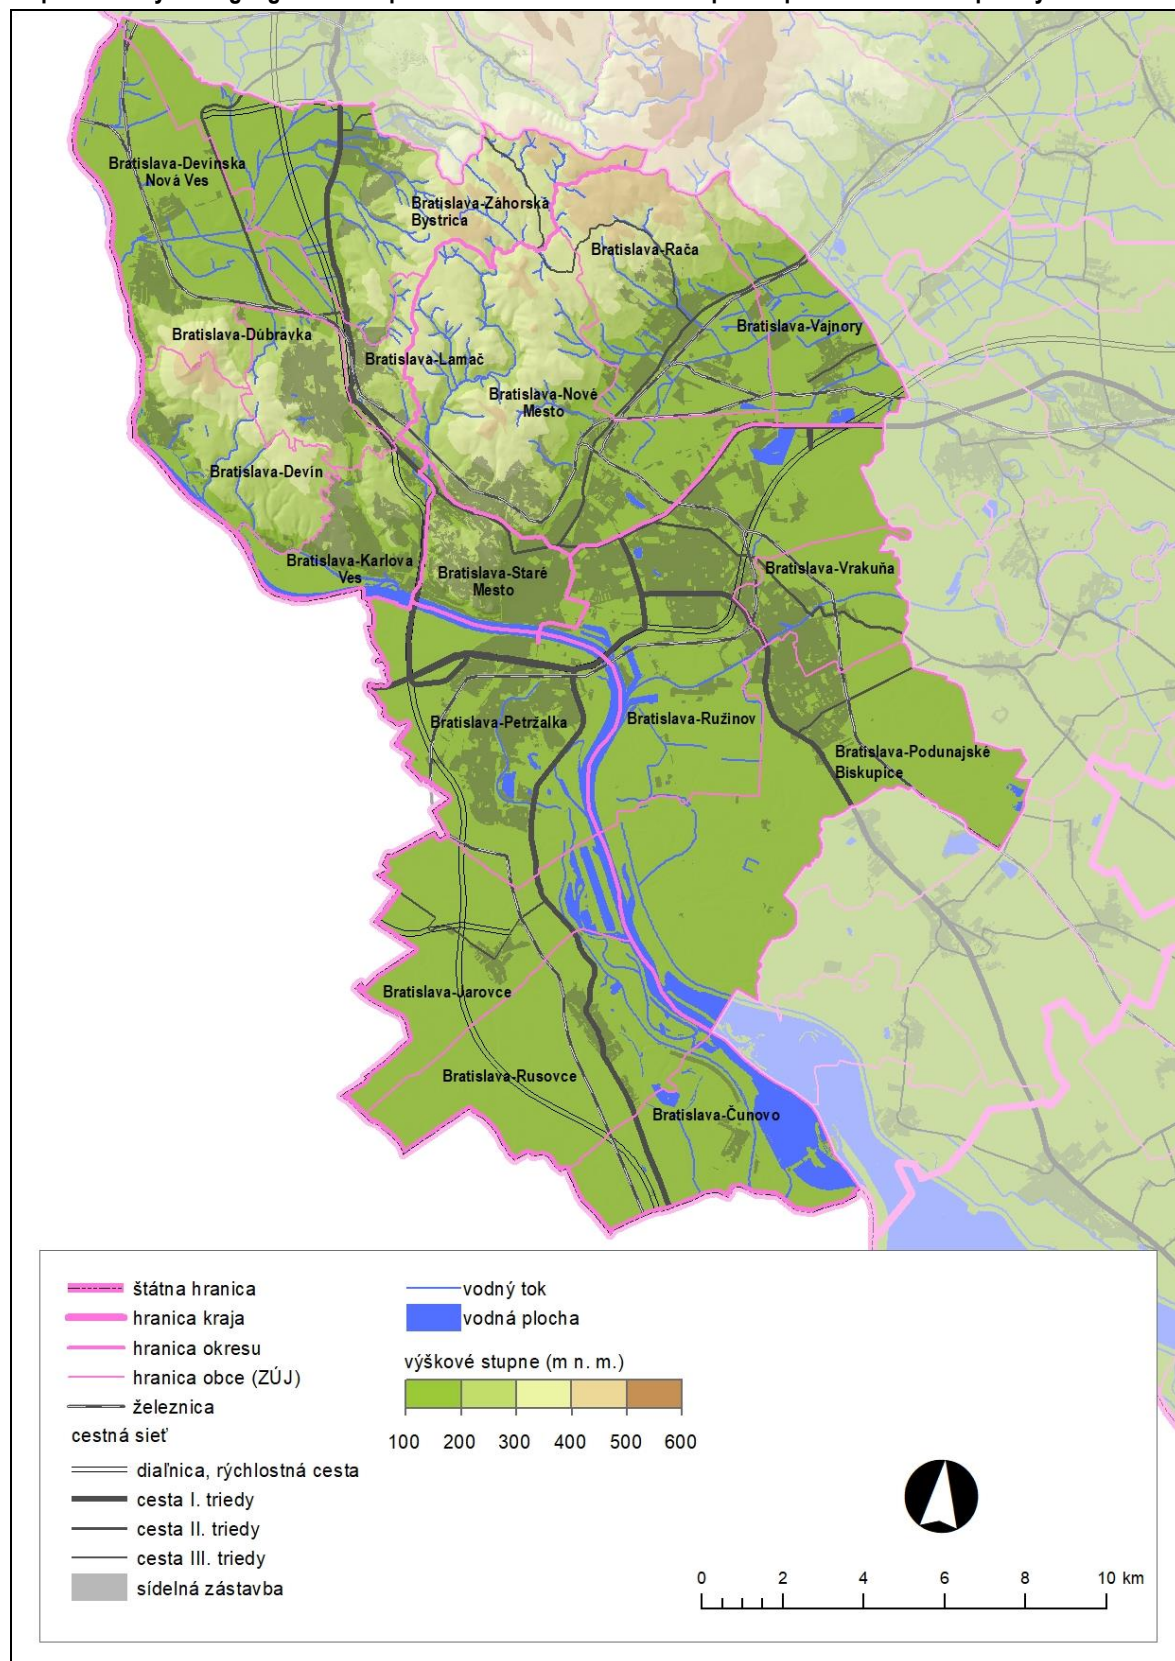 Bratislava-Devínska
Nová Ves
Bratislava-Záhorská
Bystrica
Bratislava-Rača
Bratislava-Vajnory
Bratislava-Dúbravka
Bratislava-Lamač
Bratislava-Nové
Mesto
Bratislava-Devín
Bratislava-Karlova
Ves
Bratislava-Staré
Mesto
Bratislava-Vrakuňa
Bratislava-Petržalka
Bratislava-Ružinov
Bratislava-Podunajské
Biskupice
Bratislava-Jarovce
Bratislava-Rusovce
Bratislava-Čunovo
štátna hranica
hranica kraja
hranica okresu
hranica obce (ZÚJ)
železnica
cestná sieť
diaľnica, rýchlostná cesta
cesta I. triedy
cesta II. triedy
cesta III. triedy
sídelná zástavba
vodný tok
vodná plocha
výškové stupne (m n. m.)
100 200 300 400 500 600
0 2 4 6 8 10 km